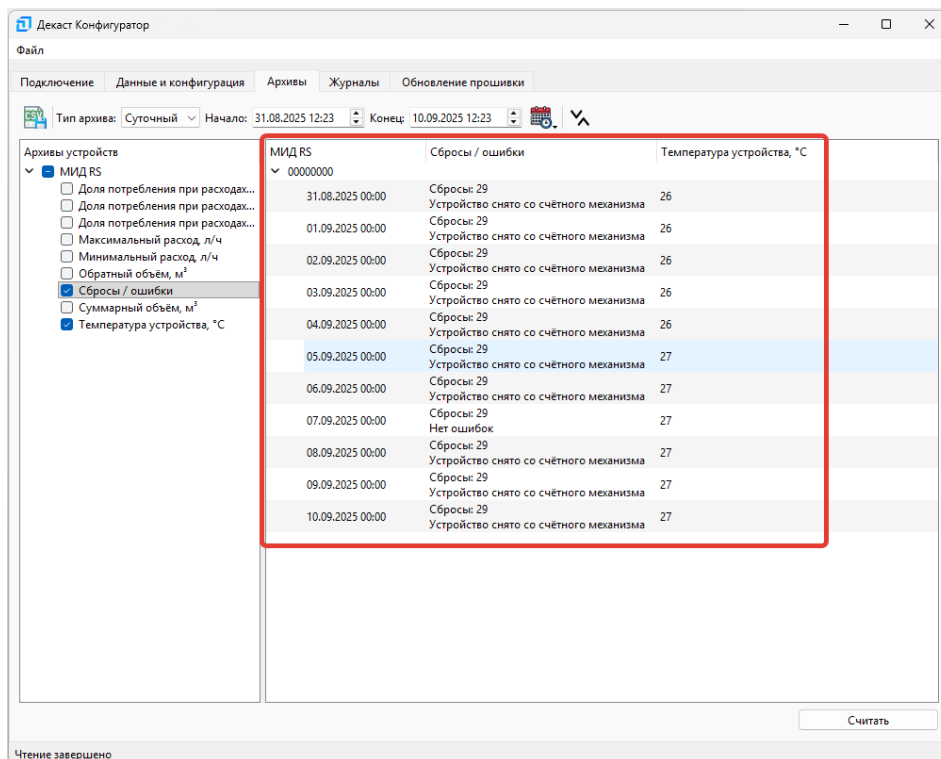 Декаст Конфигуратор
Файл
Подключение Данные и конфигурация Архивы Журналы Обновление прошивки
CSV Тип архива: Суточный Начало: 31.08.2025 12:23 Конец: 10.09.2025 12:23
Архивы устройств
МИД RS
Доля потребления при расходах...
Доля потребления при расходах...
Доля потребления при расходах...
Максимальный расход, л/ч
Минимальный расход, л/ч
Обратный объём, м³
Сбросы / ошибки
Суммарный объём, м³
Температура устройства, °C
МИД RS Сбросы / ошибки Температура устройства, °C
00000000
31.08.2025 00:00 Сбросы: 29 26
Устройство снято со счётного механизма
01.09.2025 00:00 Сбросы: 29 26
Устройство снято со счётного механизма
02.09.2025 00:00 Сбросы: 29 26
Устройство снято со счётного механизма
03.09.2025 00:00 Сбросы: 29 26
Устройство снято со счётного механизма
04.09.2025 00:00 Сбросы: 29 26
Устройство снято со счётного механизма
05.09.2025 00:00 Сбросы: 29 27
Устройство снято со счётного механизма
06.09.2025 00:00 Сбросы: 29 27
Устройство снято со счётного механизма
07.09.2025 00:00 Сбросы: 29 27
Нет ошибок
08.09.2025 00:00 Сбросы: 29 27
Устройство снято со счётного механизма
09.09.2025 00:00 Сбросы: 29 27
Устройство снято со счётного механизма
10.09.2025 00:00 Сбросы: 29 27
Устройство снято со счётного механизма
Считать
Чтение завершено